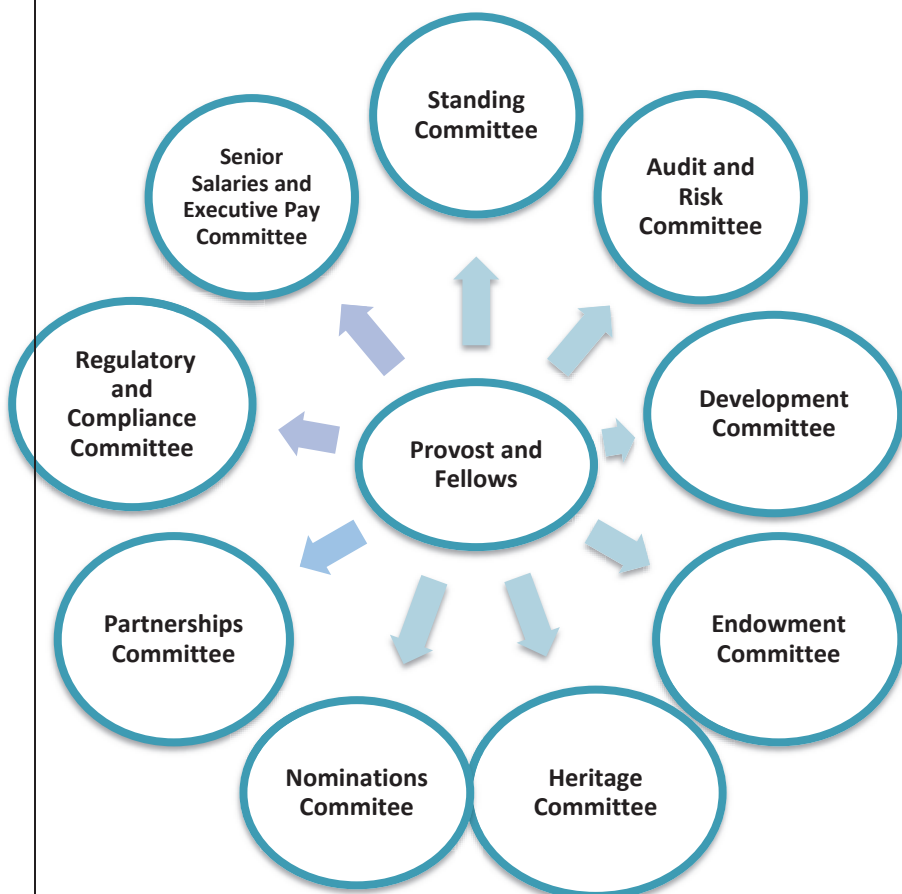 Standing
Committee
Audit and
Risk
Committee
Development
Committee
Endowment
Committee
Heritage
Committee
Nominations
Commitee
Partnerships
Committee
Regulatory
and
Compliance
Committee
Senior
Salaries and
Executive Pay
Committee
Provost and
Fellows